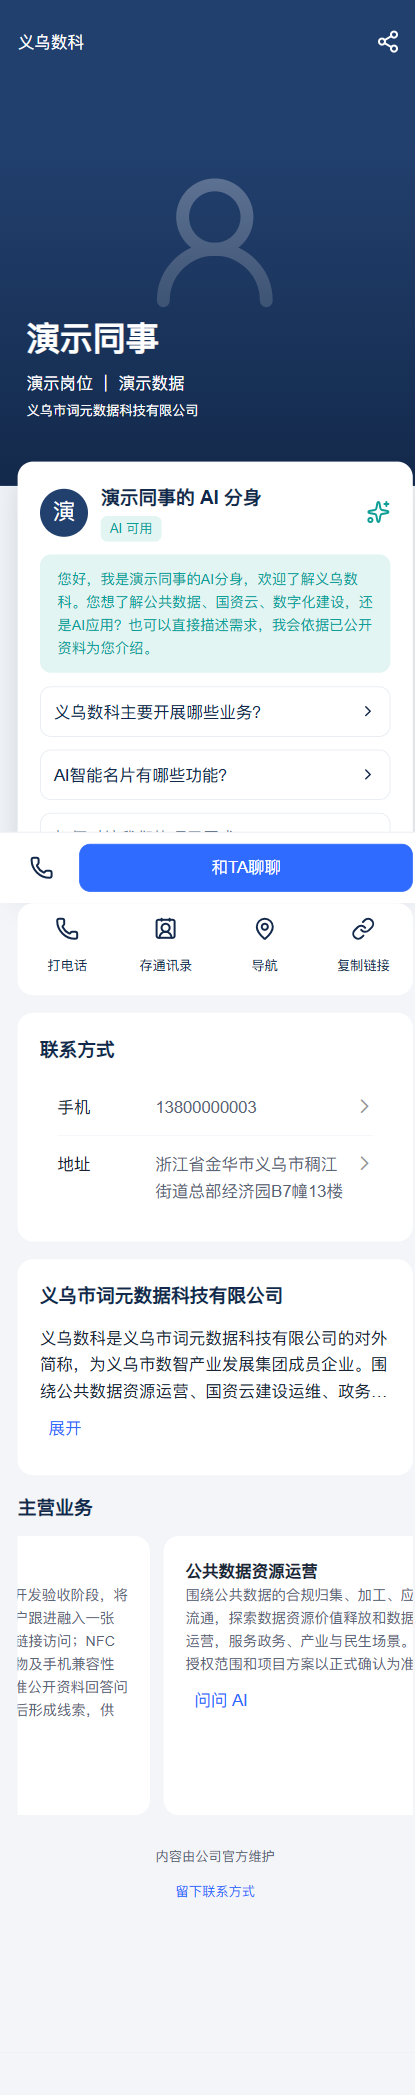 义乌数科
演示同事
演示岗位 | 演示数据
义乌市词元数据科技有限公司
演
演示同事的 AI 分身
AI 可用
您好，我是演示同事的AI分身，欢迎了解义乌数
科。您想了解公共数据、国资云、数字化建设，还
是AI应用？也可以直接描述需求，我会依据已公开
资料为您介绍。
义乌数科主要开展哪些业务？
AI智能名片有哪些功能？
和TA聊聊
打电话
存通讯录
导航
复制链接
联系方式
手机
13800000003
地址
浙江省金华市义乌市稠江
街道总部经济园B7幢13楼
义乌市词元数据科技有限公司
义乌数科是义乌市词元数据科技有限公司的对外
简称，为义乌市数智产业发展集团成员企业。围
绕公共数据资源运营、国资云建设运维、政务…
展开
主营业务
开发验收阶段，将
户跟进融入一张
链接访问；NFC
物及手机兼容性
准公开资料回答问
后形成线索，供
公共数据资源运营
围绕公共数据的合规归集、加工、应
流通，探索数据资源价值释放和数据
运营，服务政务、产业与民生场景。
授权范围和项目方案以正式确认为准
问问 AI
内容由公司官方维护
留下联系方式